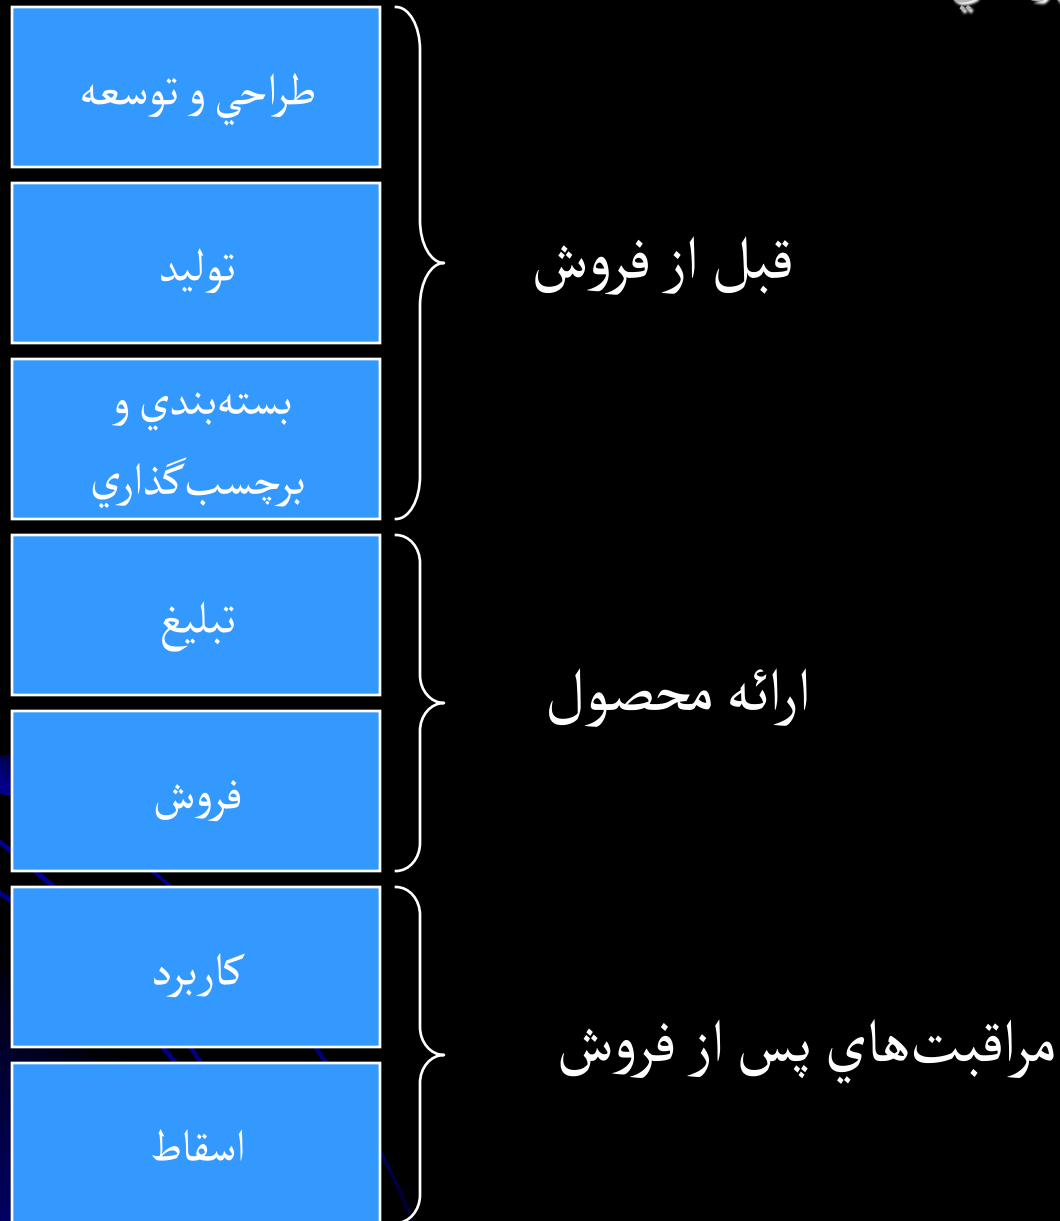 طراحي و توسعه
توليد
بسته‌بندي و
برچسب‌گذاري
قبل از فروش
تبليغ
فروش
ارائه محصول
كاربرد
اسقاط
مراقبت‌هاي پس از فروش